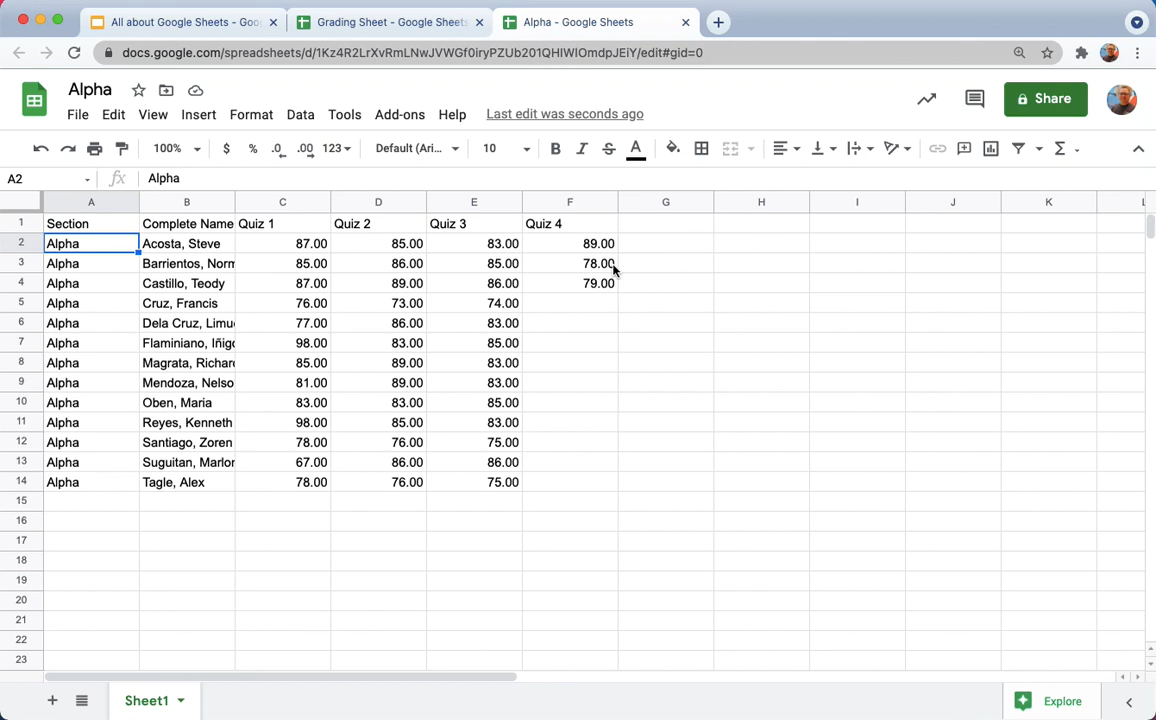 All about Google Sheets - Goo
Grading Sheet - Google Sheets
Alpha - Google Sheets
docs.google.com/spreadsheets/d/1Kz4R2LrXvRmLNwJVWGf0iryPZUb201QHIWIOmdpJEiY/edit#gid=0
Alpha
File Edit View Insert Format Data Tools Add-ons Help Last edit was seconds ago
Share
100% $ % .0 .00 123 Default (Ari... 10 B I S A Σ
A2 fx Alpha
A B C D E F G H I J K L
1 Section Complete Name Quiz 1 Quiz 2 Quiz 3 Quiz 4
2 Alpha Acosta, Steve 87.00 85.00 83.00 89.00
3 Alpha Barrientos, Norm 85.00 86.00 85.00 78.00
4 Alpha Castillo, Teody 87.00 89.00 86.00 79.00
5 Alpha Cruz, Francis 76.00 73.00 74.00
6 Alpha Dela Cruz, Limu 77.00 86.00 83.00
7 Alpha Flaminiano, Iñigo 98.00 83.00 85.00
8 Alpha Magrata, Richard 85.00 89.00 83.00
9 Alpha Mendoza, Nelso 81.00 89.00 83.00
10 Alpha Oben, Maria 83.00 83.00 85.00
11 Alpha Reyes, Kenneth 98.00 85.00 83.00
12 Alpha Santiago, Zoren 78.00 76.00 75.00
13 Alpha Suguitan, Marlon 67.00 86.00 86.00
14 Alpha Tagle, Alex 78.00 76.00 75.00
15
16
17
18
19
20
21
22
23
Sheet1
Explore